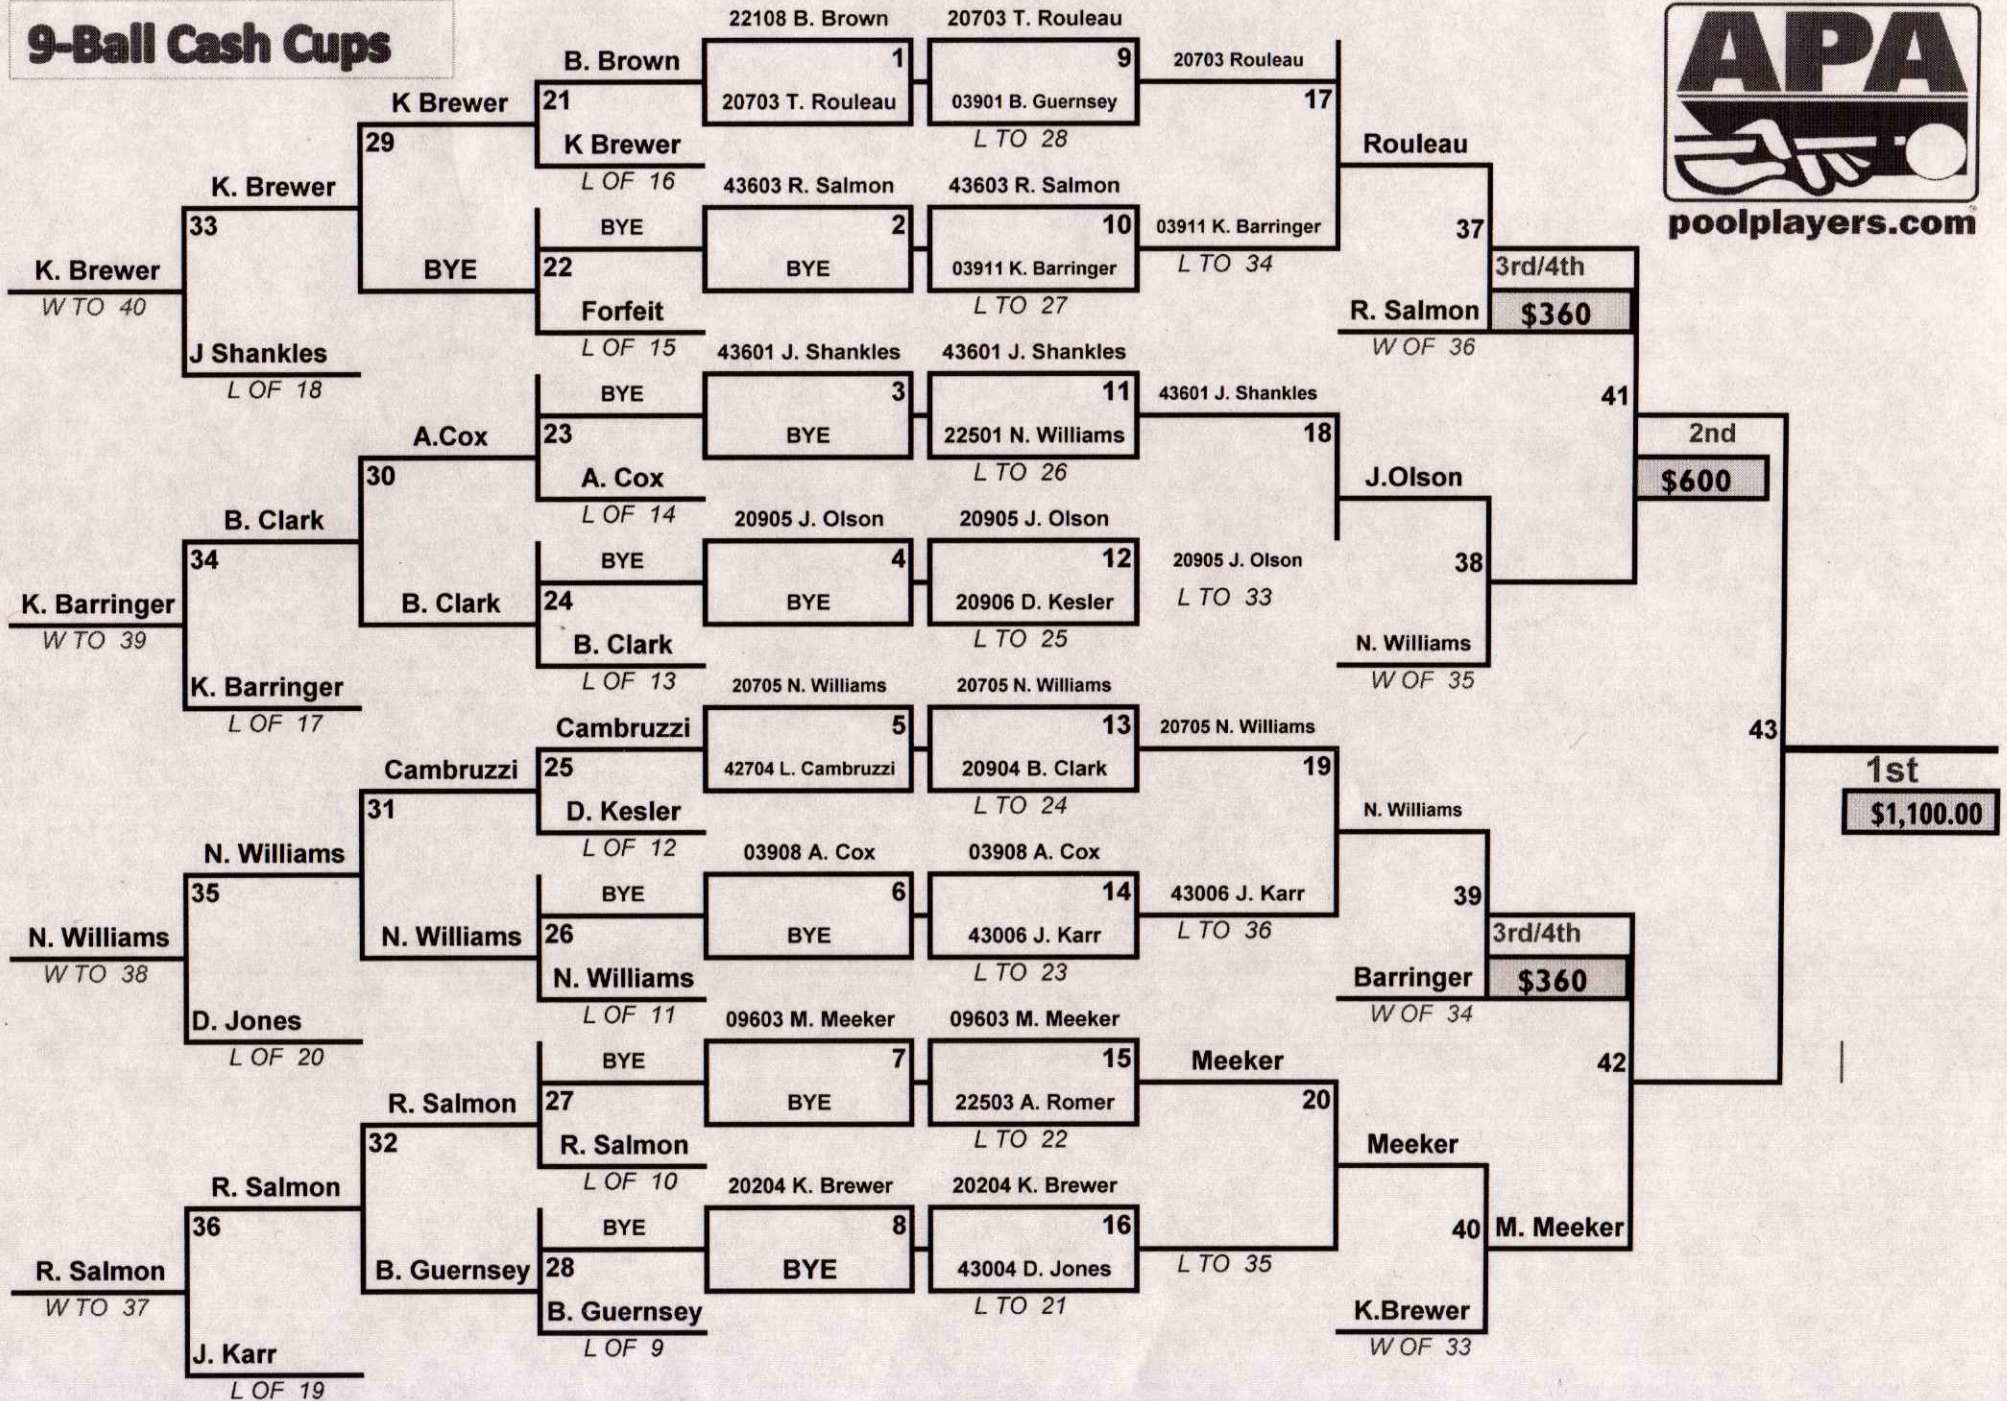 9-Ball Cash Cups
APA
poolplayers.com
K. Brewer
W TO 40
K. Barringer
W TO 39
N. Williams
W TO 38
R. Salmon
W TO 37
K. Brewer
33
J Shankles
L OF 18
B. Clark
34
K. Barringer
L OF 17
N. Williams
35
D. Jones
L OF 20
R. Salmon
36
J. Karr
L OF 19
K Brewer
29
BYE
A.Cox
30
B. Clark
Cambruzzi
31
N. Williams
R. Salmon
32
B. Guernsey
B. Brown
21
K Brewer
L OF 16
BYE
22
Forfeit
L OF 15
BYE
23
A. Cox
L OF 14
BYE
24
B. Clark
L OF 13
Cambruzzi
25
D. Kesler
L OF 12
BYE
26
N. Williams
L OF 11
BYE
27
R. Salmon
L OF 10
BYE
28
B. Guernsey
L OF 9
22108 B. Brown
1
20703 T. Rouleau
43603 R. Salmon
2
BYE
43601 J. Shankles
3
BYE
20905 J. Olson
4
BYE
20705 N. Williams
5
42704 L. Cambruzzi
03908 A. Cox
6
BYE
09603 M. Meeker
7
BYE
20204 K. Brewer
8
BYE
20703 T. Rouleau
9
03901 B. Guernsey
L TO 28
43603 R. Salmon
10
03911 K. Barringer
L TO 27
43601 J. Shankles
11
22501 N. Williams
L TO 26
20905 J. Olson
12
20906 D. Kesler
L TO 25
20705 N. Williams
13
20904 B. Clark
L TO 24
03908 A. Cox
14
43006 J. Karr
L TO 23
09603 M. Meeker
15
22503 A. Romer
L TO 22
20204 K. Brewer
16
43004 D. Jones
L TO 21
20703 Rouleau
17
03911 K. Barringer
L TO 34
43601 J. Shankles
18
20905 J. Olson
L TO 33
20705 N. Williams
19
43006 J. Karr
L TO 36
Meeker
20
L TO 35
Rouleau
37
R. Salmon
W OF 36
J.Olson
38
N. Williams
W OF 35
N. Williams
39
Barringer
W OF 34
Meeker
40
K.Brewer
W OF 33
3rd/4th
$360
41
3rd/4th
$360
42
M. Meeker
2nd
$600
43
1st
$1,100.00